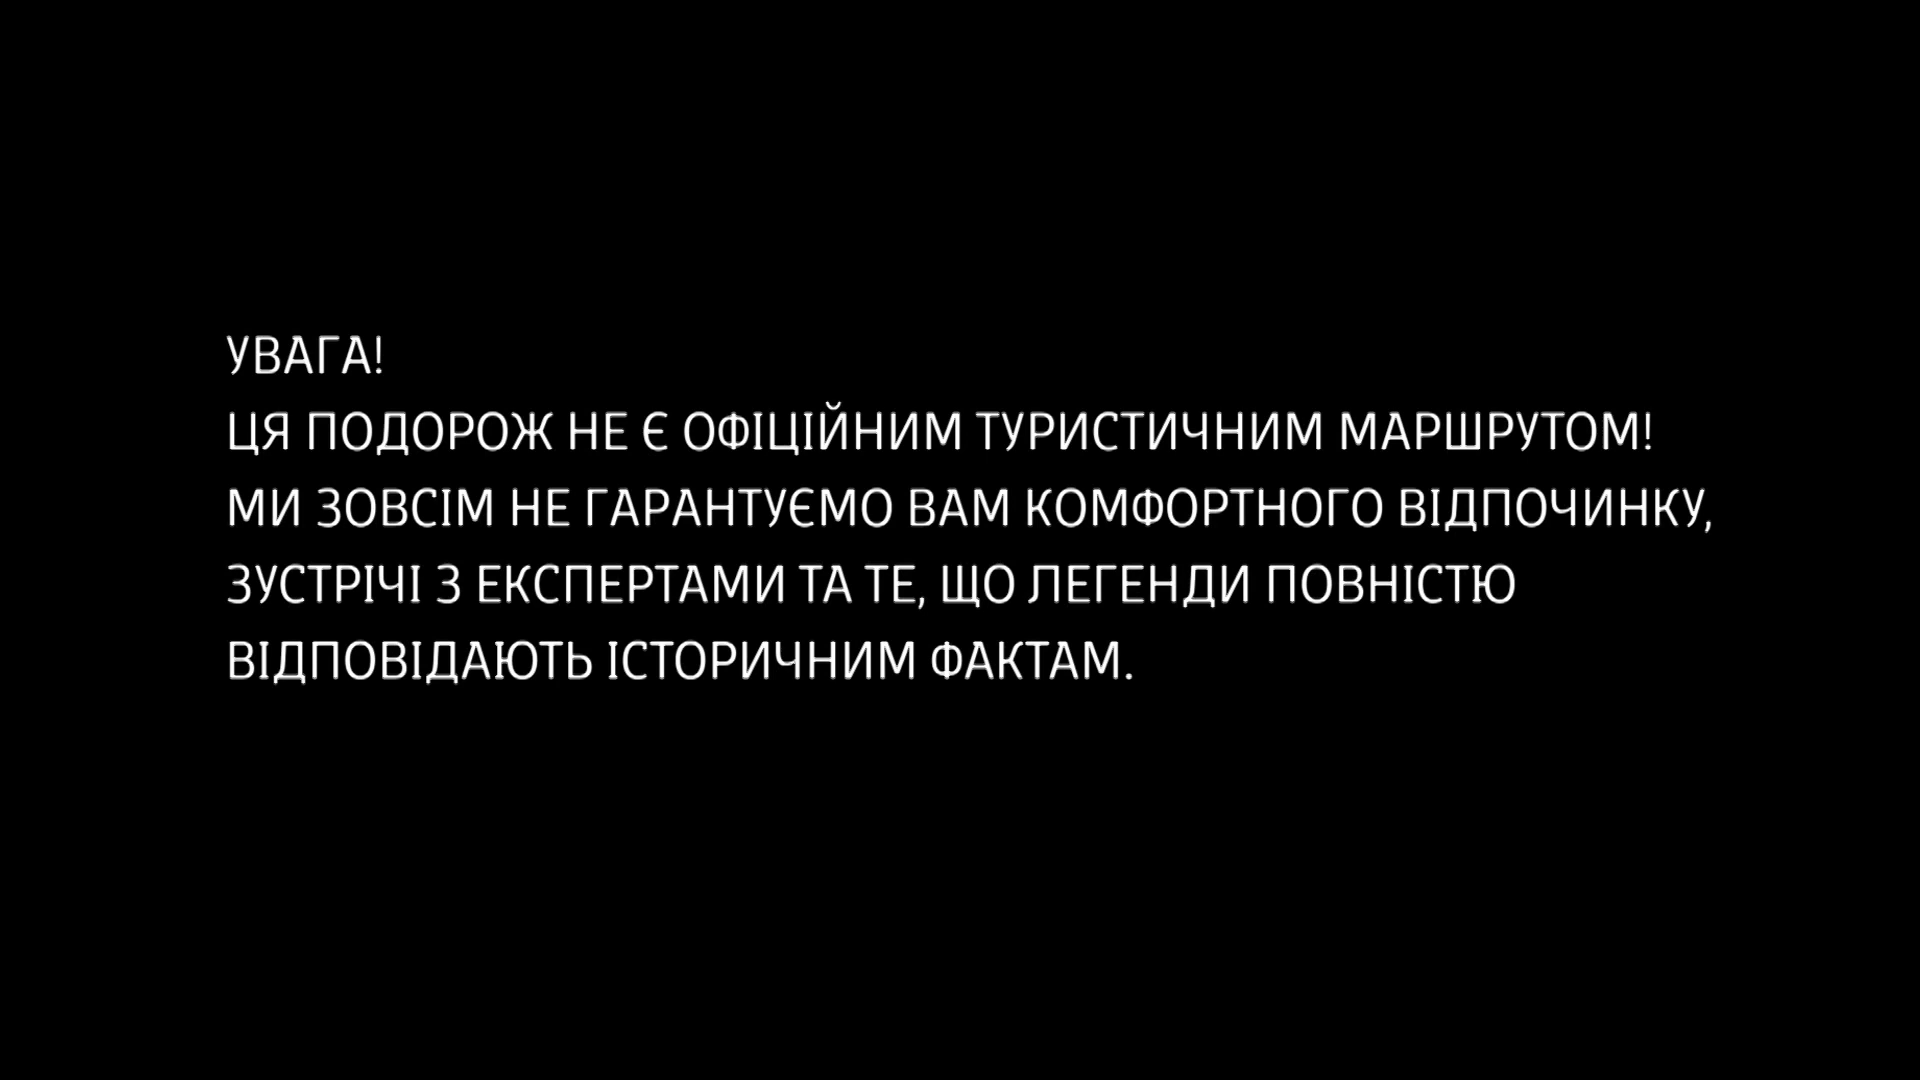 УВАГА!
ЦЯ ПОДОРОЖ НЕ Є ОФІЦІЙНИМ ТУРИСТИЧНИМ МАРШРУТОМ!
МИ ЗОВСІМ НЕ ГАРАНТУЄМО ВАМ КОМФОРТНОГО ВІДПОЧИНКУ,
ЗУСТРІЧІ З ЕКСПЕРТАМИ ТА ТЕ, ЩО ЛЕГЕНДИ ПОВНІСТЮ
ВІДПОВІДАЮТЬ ІСТОРИЧНИМ ФАКТАМ.